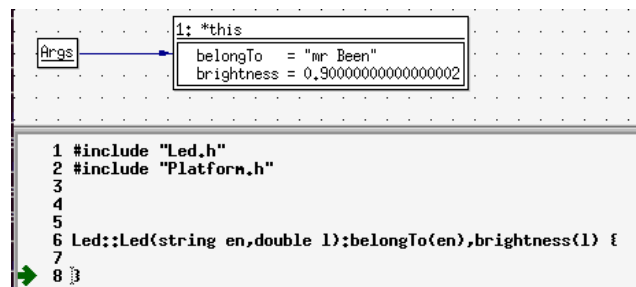 1: *this
Args
belongTo = "mr Been"
brightness = 0.90000000000000002
1 #include "Led.h"
2 #include "Platform.h"
3
4
5
6 Led::Led(string en,double l):belongTo(en),brightness(l) {
7
8 }